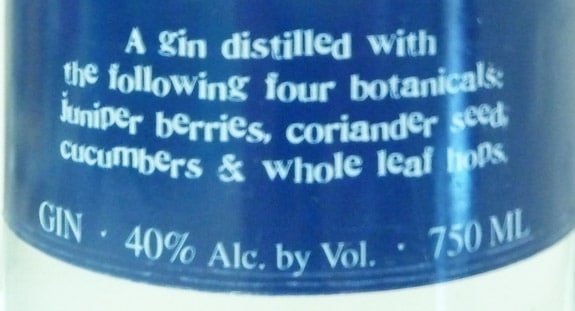 A gin distilled with
the following four botanicals:
juniper berries, coriander seed,
cucumbers & whole leaf hops.
GIN · 40% Alc. by Vol. · 750 ML